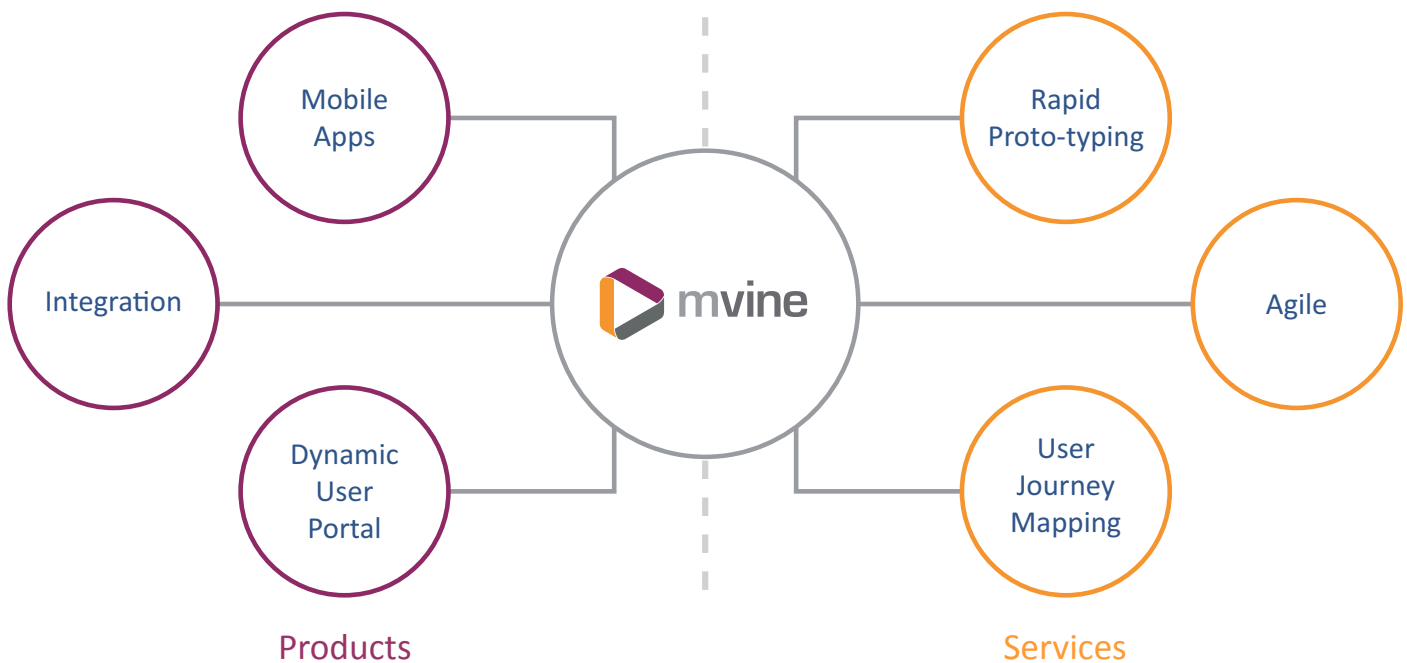 Mobile
Apps
Integration
Dynamic
User
Portal
mvine
Rapid
Proto-typing
Agile
User
Journey
Mapping
Products
Services